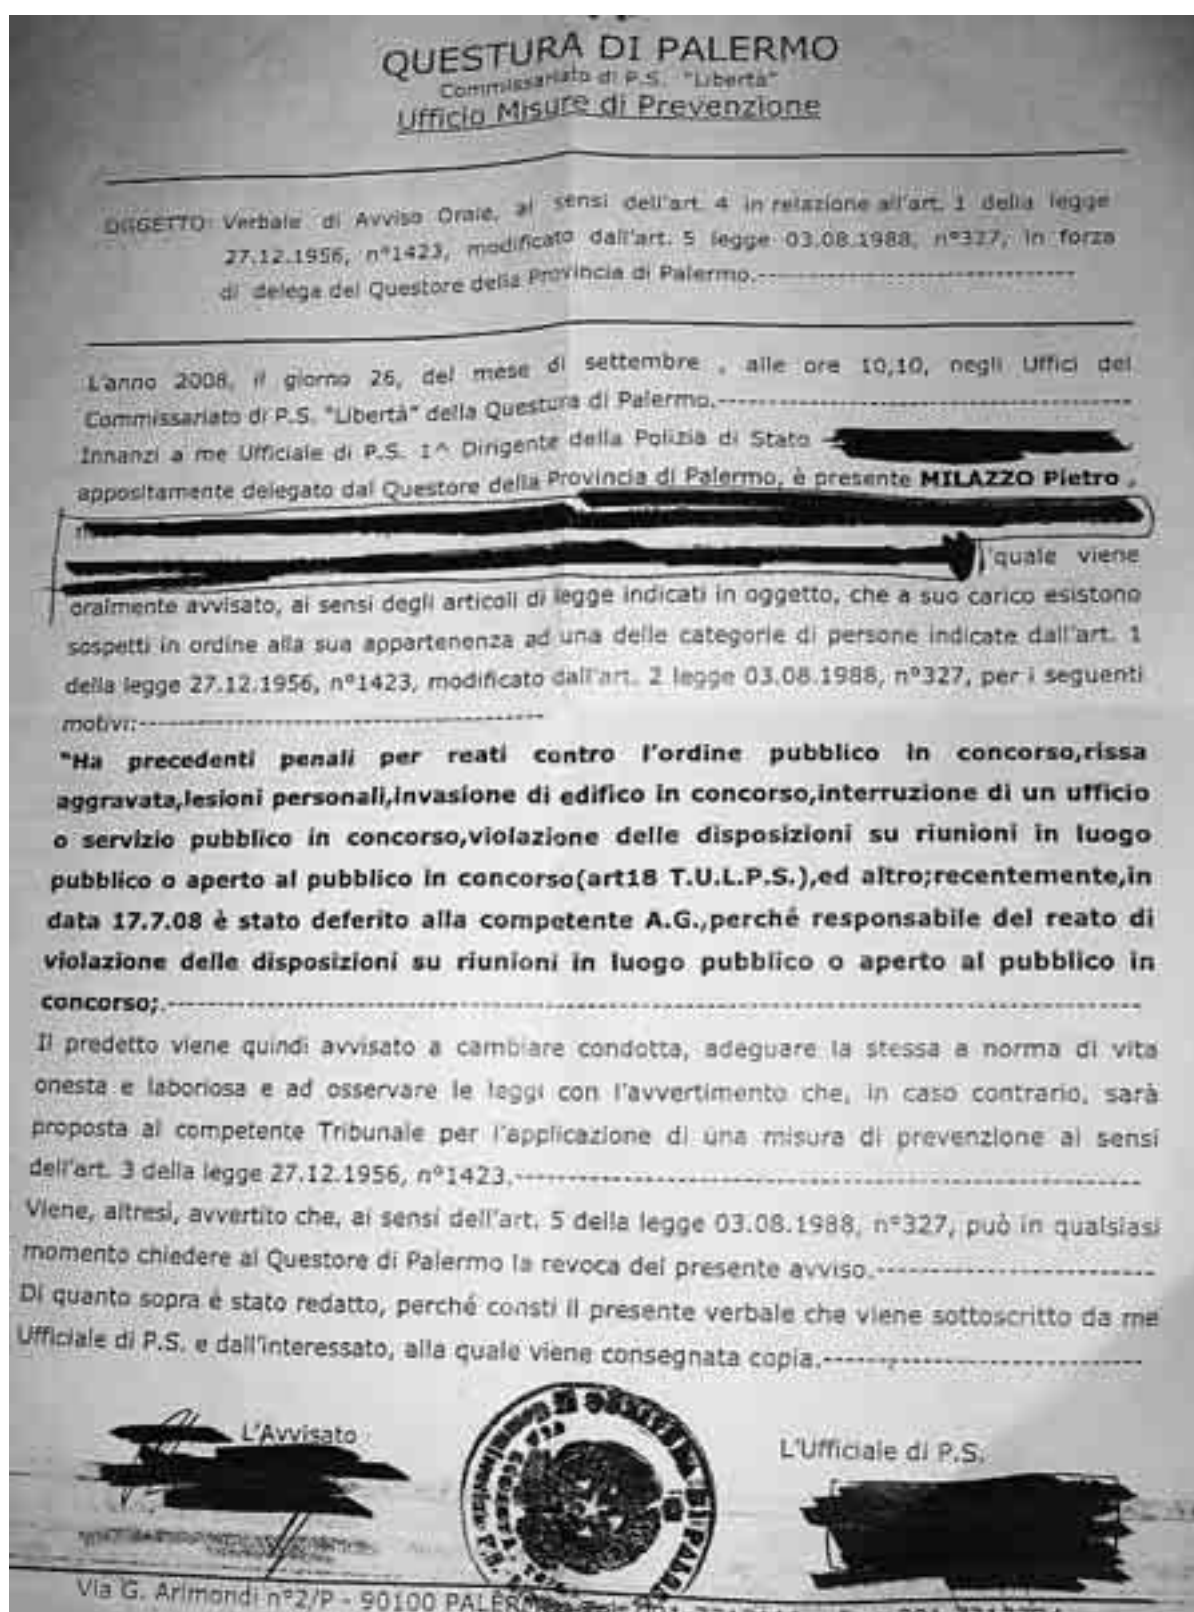 QUESTURA DI PALERMO
Commissariato di P.S. "Libertà"
Ufficio Misure di Prevenzione
OGGETTO: Verbale di Avviso Orale, ai sensi dell'art. 4 in relazione all'art. 1 della legge
27.12.1956, n°1423, modificato dall'art. 5 legge 03.08.1988, n°327, in forza
di delega del Questore della Provincia di Palermo.------------------------------
L'anno 2008, il giorno 26, del mese di settembre , alle ore 10,10, negli Uffici del
Commissariato di P.S. "Libertà" della Questura di Palermo.------------------------------
Innanzi a me Ufficiale di P.S. 1^ Dirigente della Polizia di Stato
appositamente delegato dal Questore della Provincia di Palermo, è presente MILAZZO Pietro ,
quale viene
oralmente avvisato, ai sensi degli articoli di legge indicati in oggetto, che a suo carico esistono
sospetti in ordine alla sua appartenenza ad una delle categorie di persone indicate dall'art. 1
della legge 27.12.1956, n°1423, modificato dall'art. 2 legge 03.08.1988, n°327, per i seguenti
motivi:------------------------------
"Ha precedenti penali per reati contro l'ordine pubblico in concorso,rissa
aggravata,lesioni personali,invasione di edifico in concorso,interruzione di un ufficio
o servizio pubblico in concorso,violazione delle disposizioni su riunioni in luogo
pubblico o aperto al pubblico in concorso(art18 T.U.L.P.S.),ed altro;recentemente,in
data 17.7.08 è stato deferito alla competente A.G.,perché responsabile del reato di
violazione delle disposizioni su riunioni in luogo pubblico o aperto al pubblico in
concorso;.------------------------------
Il predetto viene quindi avvisato a cambiare condotta, adeguare la stessa a norma di vita
onesta e laboriosa e ad osservare le leggi con l'avvertimento che, in caso contrario, sarà
proposta al competente Tribunale per l'applicazione di una misura di prevenzione ai sensi
dell'art. 3 della legge 27.12.1956, n°1423.------------------------------
Viene, altresì, avvertito che, ai sensi dell'art. 5 della legge 03.08.1988, n°327, può in qualsiasi
momento chiedere al Questore di Palermo la revoca del presente avviso.------------------------------
Di quanto sopra è stato redatto, perché consti il presente verbale che viene sottoscritto da me
Ufficiale di P.S. e dall'interessato, alla quale viene consegnata copia.------------------------------
L'Avvisato
L'Ufficiale di P.S.
Via G. Arimondi n°2/P - 90100